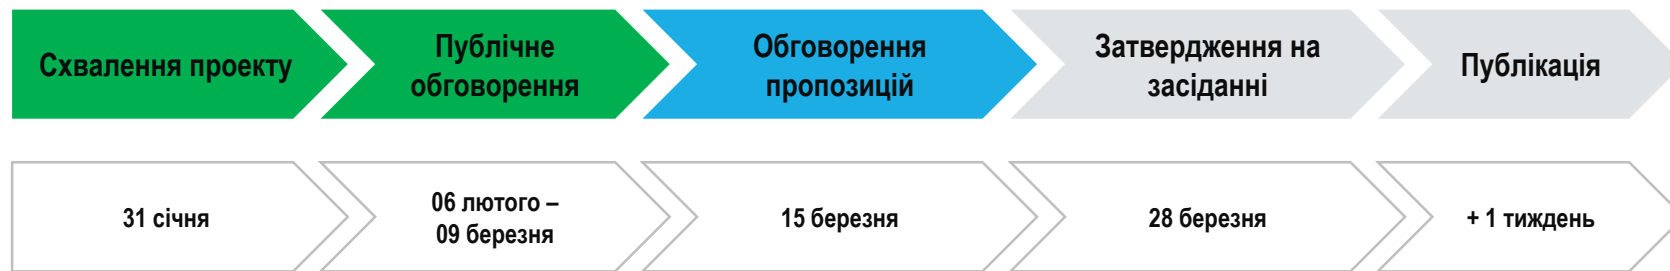 Схвалення проекту
Публічне
обговорення
Обговорення
пропозицій
Затвердження на
засіданні
Публікація
31 січня
06 лютого –
09 березня
15 березня
28 березня
+ 1 тиждень